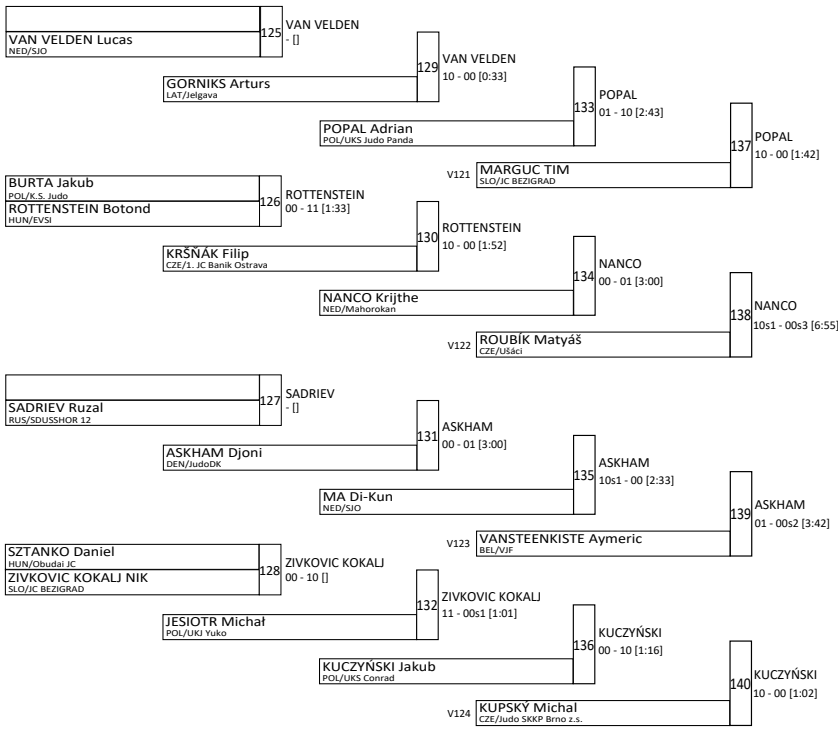 125
VAN VELDEN
VAN VELDEN Lucas
- []
NED/SJO
129
VAN VELDEN
10 - 00 [0:33]
GORNIKS Arturs
LAT/Jelgava
133
POPAL
01 - 10 [2:43]
POPAL Adrian
POL/UKS Judo Panda
137
POPAL
10 - 00 [1:42]
V121
MARGUC TIM
SLO/JC BEZIGRAD
BURTA Jakub
POL/K.S. Judo
126
ROTTENSTEIN
00 - 11 [1:33]
ROTTENSTEIN Botond
HUN/EVSI
130
ROTTENSTEIN
10 - 00 [1:52]
KRŠŇÁK Filip
CZE/1. JC Banik Ostrava
134
NANCO
00 - 01 [3:00]
NANCO Krijthe
NED/Mahorokan
138
NANCO
10s1 - 00s3 [6:55]
V122
ROUBÍK Matyáš
CZE/Ušáci
127
SADRIEV
- []
SADRIEV Ruzal
RUS/SDUSSHOR 12
131
ASKHAM
00 - 01 [3:00]
ASKHAM Djoni
DEN/JudoDK
135
ASKHAM
10s1 - 00 [2:33]
MA Di-Kun
NED/SJO
139
ASKHAM
01 - 00s2 [3:42]
V123
VANSTEENKISTE Aymeric
BEL/VJF
SZTANKO Daniel
HUN/Obudai JC
128
ZIVKOVIC KOKALJ
00 - 10 []
ZIVKOVIC KOKALJ NIK
SLO/JC BEZIGRAD
132
ZIVKOVIC KOKALJ
11 - 00s1 [1:01]
JESIOTR Michał
POL/UKJ Yuko
136
KUCZYŃSKI
00 - 10 [1:16]
KUCZYŃSKI Jakub
POL/UKS Conrad
140
KUCZYŃSKI
10 - 00 [1:02]
V124
KUPSKÝ Michal
CZE/Judo SKKP Brno z.s.